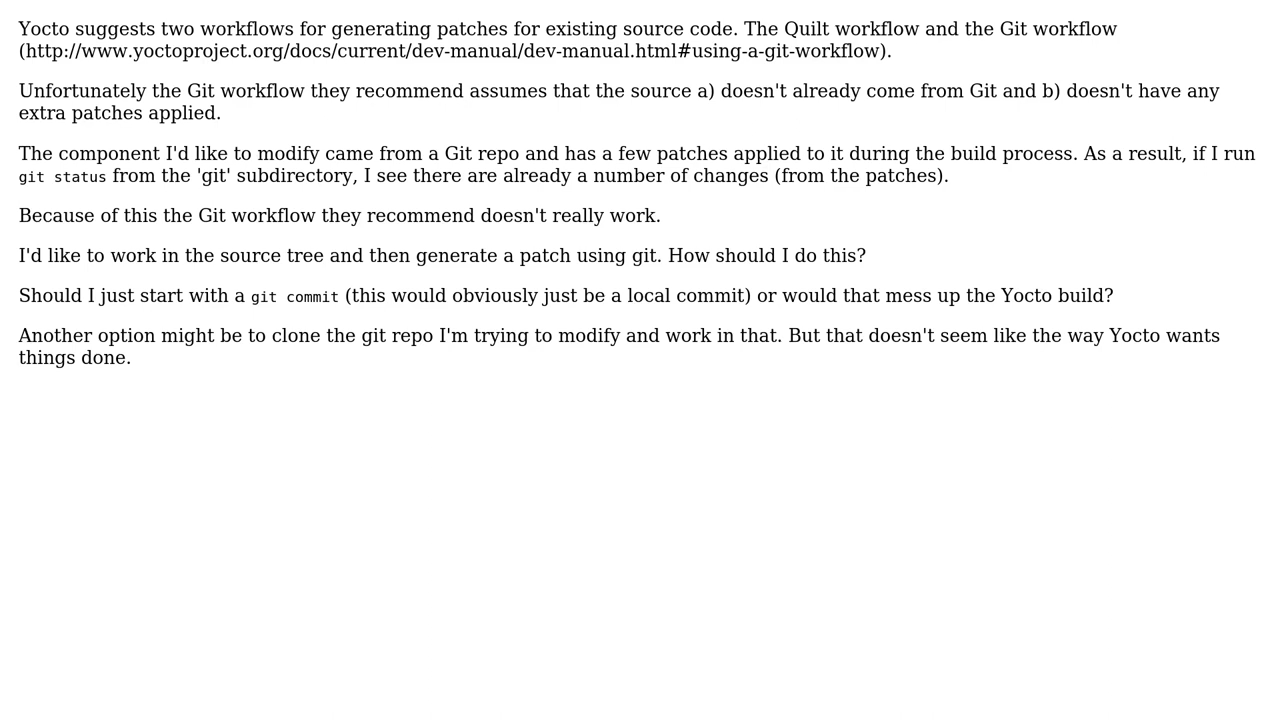 Yocto suggests two workflows for generating patches for existing source code. The Quilt workflow and the Git workflow
(http://www.yoctoproject.org/docs/current/dev-manual/dev-manual.html#using-a-git-workflow).
Unfortunately the Git workflow they recommend assumes that the source a) doesn't already come from Git and b) doesn't have any
extra patches applied.
The component I'd like to modify came from a Git repo and has a few patches applied to it during the build process. As a result, if I run
git status from the 'git' subdirectory, I see there are already a number of changes (from the patches).
Because of this the Git workflow they recommend doesn't really work.
I'd like to work in the source tree and then generate a patch using git. How should I do this?
Should I just start with a git commit (this would obviously just be a local commit) or would that mess up the Yocto build?
Another option might be to clone the git repo I'm trying to modify and work in that. But that doesn't seem like the way Yocto wants
things done.